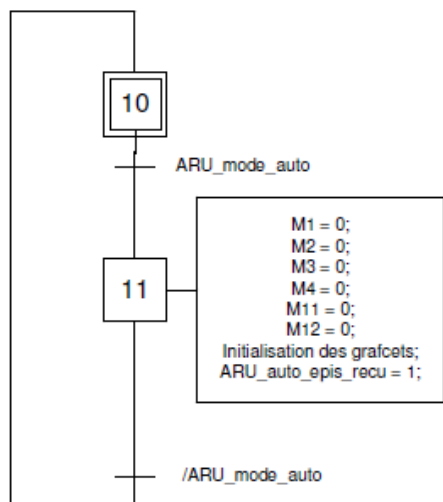 10
ARU_mode_auto
11
M1 = 0;
M2 = 0;
M3 = 0;
M4 = 0;
M11 = 0;
M12 = 0;
Initialisation des grafcets;
ARU_auto_epis_recu = 1;
/ARU_mode_auto